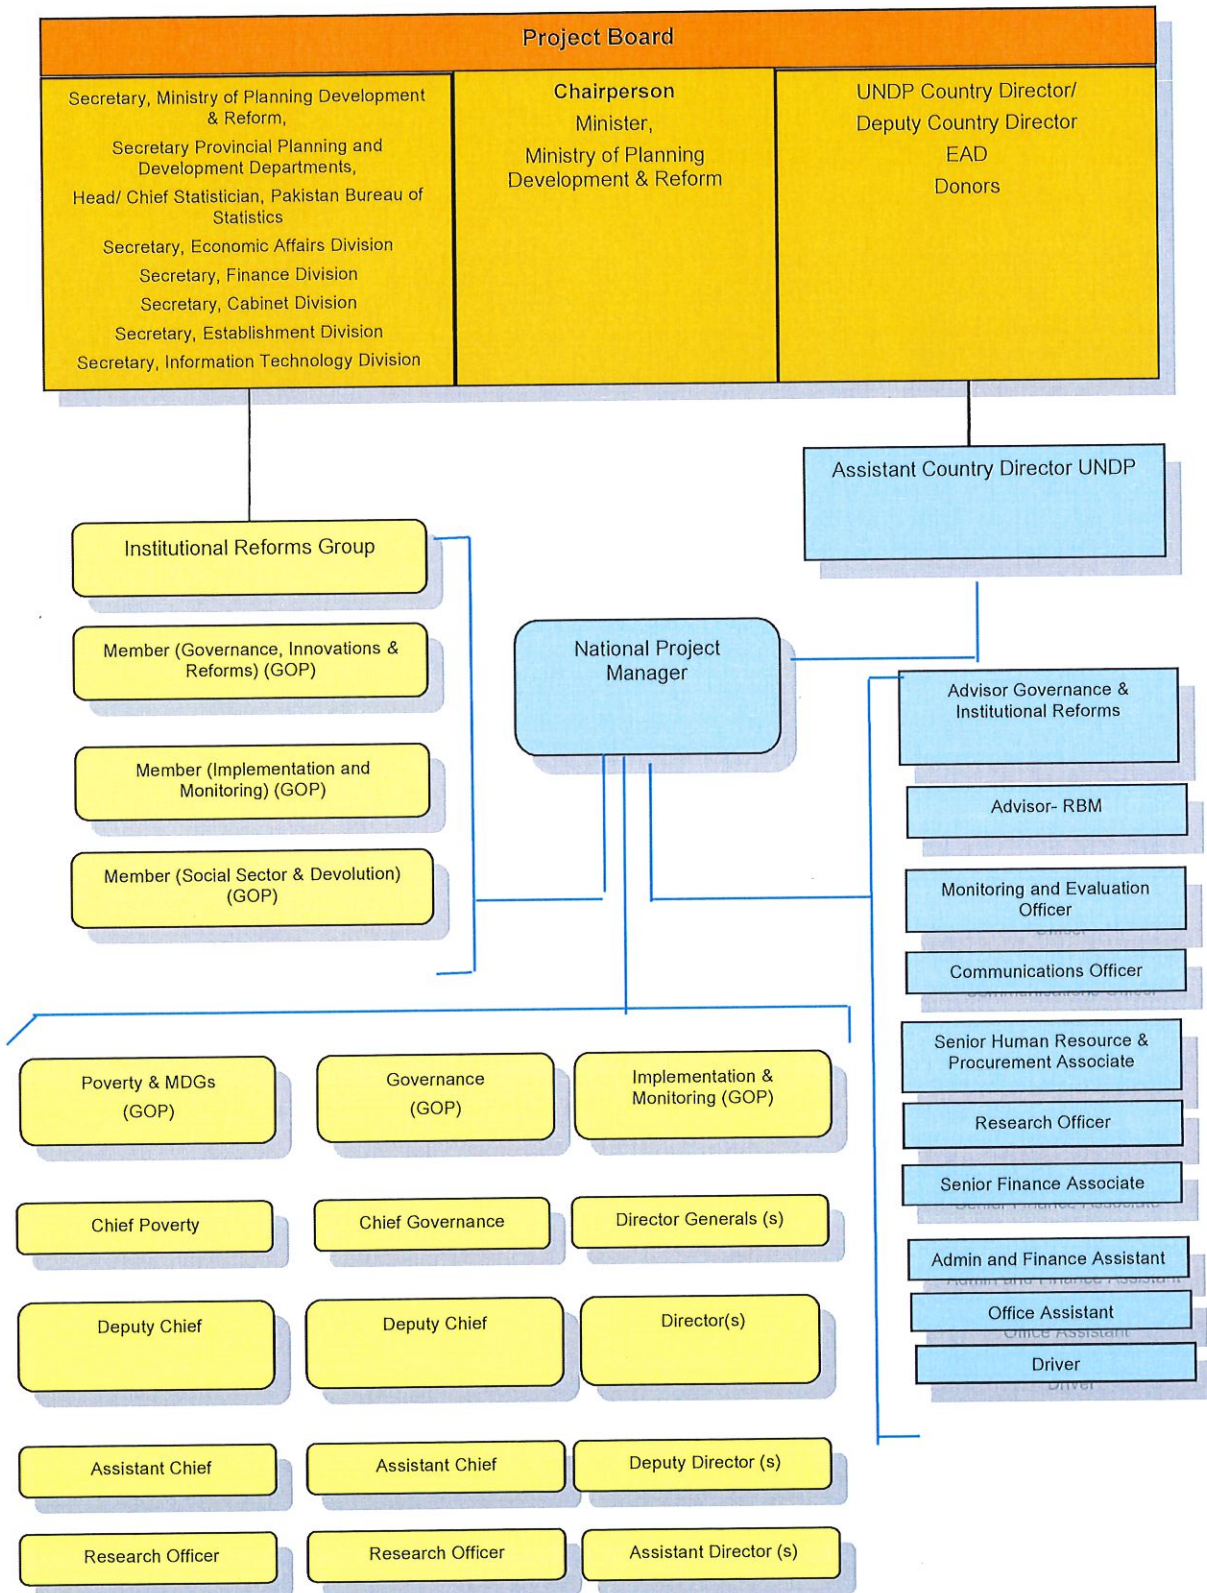 Project Board
Secretary, Ministry of Planning Development
& Reform,
Secretary Provincial Planning and
Development Departments,
Head/ Chief Statistician, Pakistan Bureau of
Statistics
Secretary, Economic Affairs Division
Secretary, Finance Division
Secretary, Cabinet Division
Secretary, Establishment Division
Secretary, Information Technology Division
Chairperson
Minister,
Ministry of Planning
Development & Reform
UNDP Country Director/
Deputy Country Director
EAD
Donors
Assistant Country Director UNDP
Institutional Reforms Group
Member (Governance, Innovations &
Reforms) (GOP)
Member (Implementation and
Monitoring) (GOP)
Member (Social Sector & Devolution)
(GOP)
National Project
Manager
Advisor Governance &
Institutional Reforms
Advisor- RBM
Monitoring and Evaluation
Officer
Communications Officer
Senior Human Resource &
Procurement Associate
Research Officer
Senior Finance Associate
Admin and Finance Assistant
Office Assistant
Driver
Poverty & MDGs
(GOP)
Governance
(GOP)
Implementation &
Monitoring (GOP)
Chief Poverty
Chief Governance
Director Generals (s)
Deputy Chief
Deputy Chief
Director(s)
Assistant Chief
Assistant Chief
Deputy Director (s)
Research Officer
Research Officer
Assistant Director (s)